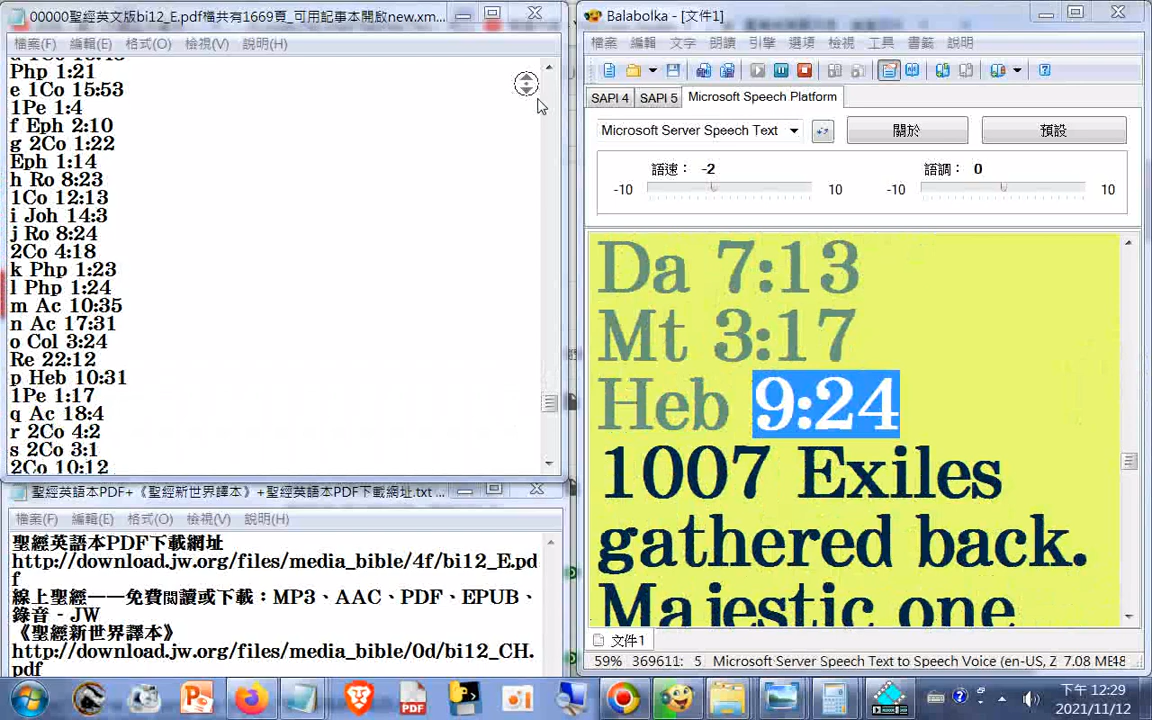 00000聖經英文版bi12_E.pdf檔共有1669頁_可用記事本開啟new.xm...
檔案(F) 編輯(E) 格式(O) 檢視(V) 說明(H)
Php 1:21
e 1Co 15:53
1Pe 1:4
f Eph 2:10
g 2Co 1:22
Eph 1:14
h Ro 8:23
1Co 12:13
i Joh 14:3
j Ro 8:24
2Co 4:18
k Php 1:23
l Php 1:24
m Ac 10:35
n Ac 17:31
o Col 3:24
Re 22:12
p Heb 10:31
1Pe 1:17
q Ac 18:4
r 2Co 4:2
s 2Co 3:1
2Co 10:12
聖經英語本PDF+《聖經新世界譯本》+聖經英語本PDF下載網址.txt ...
檔案(F) 編輯(E) 格式(O) 檢視(V) 說明(H)
聖經英語本PDF下載網址
http://download.jw.org/files/media_bible/4f/bi12_E.pd
f
線上聖經——免費閱讀或下載：MP3、AAC、PDF、EPUB、
錄音 - JW
《聖經新世界譯本》
http://download.jw.org/files/media_bible/0d/bi12_CH.
pdf
Balabolka - [文件1]
檔案 編輯 文字 朗讀 引擎 選項 檢視 工具 書籤 說明
SAPI 4 SAPI 5 Microsoft Speech Platform
Microsoft Server Speech Text 關於 預設
語速： -2 語調： 0
-10 10 -10 10
Da 7:13
Mt 3:17
Heb 9:24
1007 Exiles
gathered back.
Majestic one
文件1
59% 369611: 5 Microsoft Server Speech Text to Speech Voice (en-US, Z 7.08 MB
PDF
下午 12:29
2021/11/12